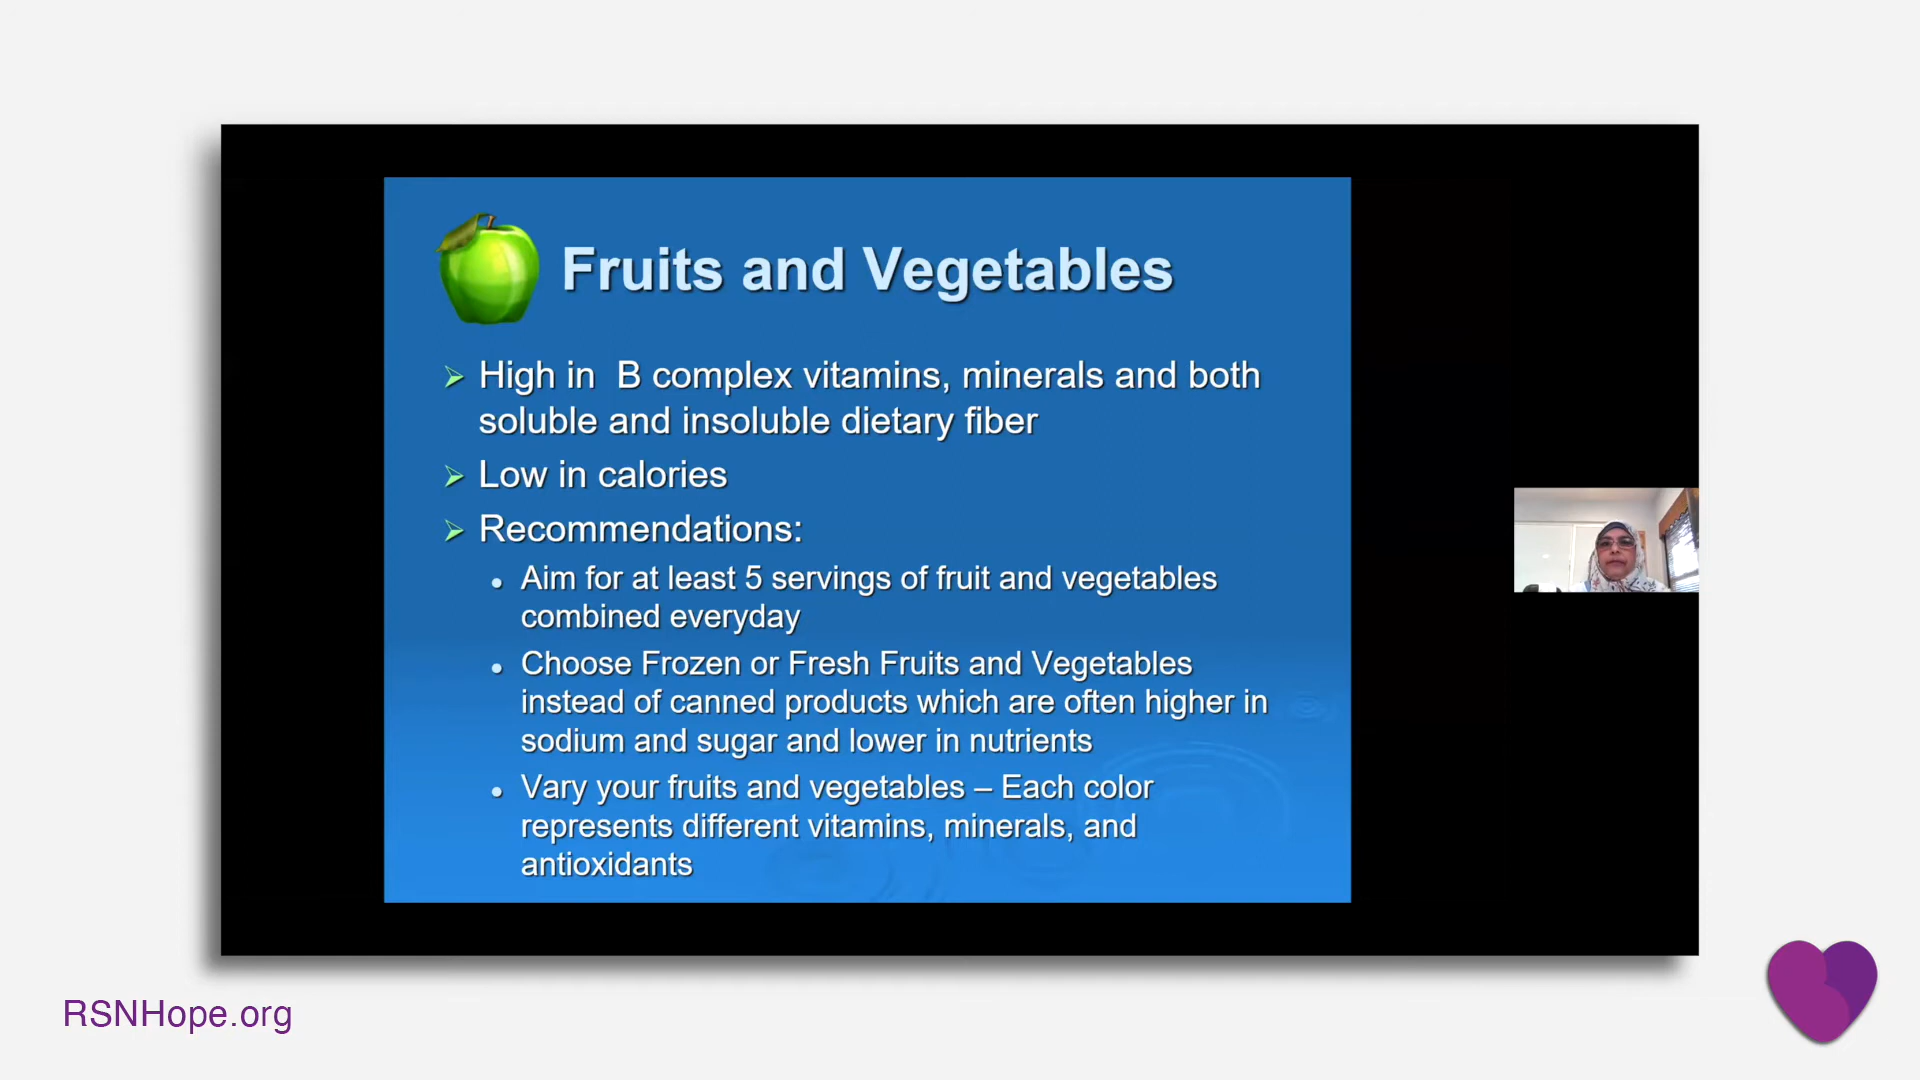 Fruits and Vegetables
High in B complex vitamins, minerals and both
soluble and insoluble dietary fiber
Low in calories
Recommendations:
Aim for at least 5 servings of fruit and vegetables
combined everyday
Choose Frozen or Fresh Fruits and Vegetables
instead of canned products which are often higher in
sodium and sugar and lower in nutrients
Vary your fruits and vegetables – Each color
represents different vitamins, minerals, and
antioxidants
RSNHope.org